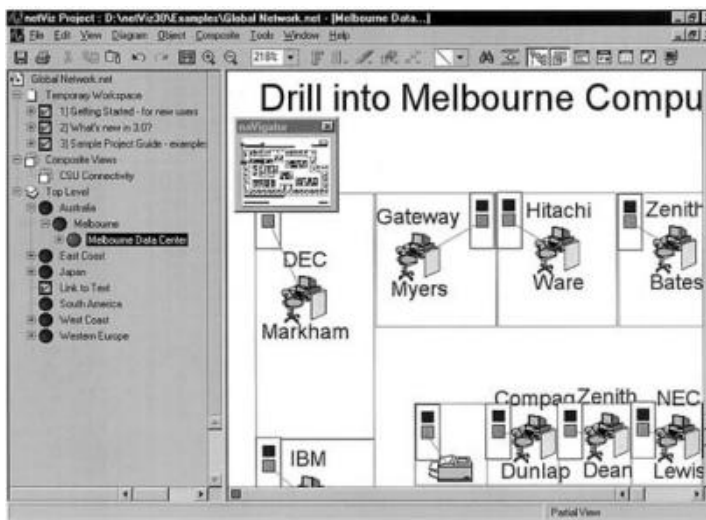 netViz Project : D:\netViz30\Examples\Global Network.net - [Melbourne Data...]
File Edit View Diagram Object Composite Tools Window Help
218%
Global Network.net
Temporary Workspace
1) Getting Started - for new users
2) What's new in 3.0?
3) Sample Project Guide - examples
Composite Views
CSU Connectivity
Top Level
Australia
Melbourne
Melbourne Data Center
East Coast
Japan
Link to Text
South America
West Coast
Western Europe
Drill into Melbourne Compu
naVigator
Gateway
Hitachi
Zenith
DEC
Myers
Ware
Bates
Markham
Compaq
Zenith
NEC
IBM
Dunlap
Dean
Lewis
Partial View